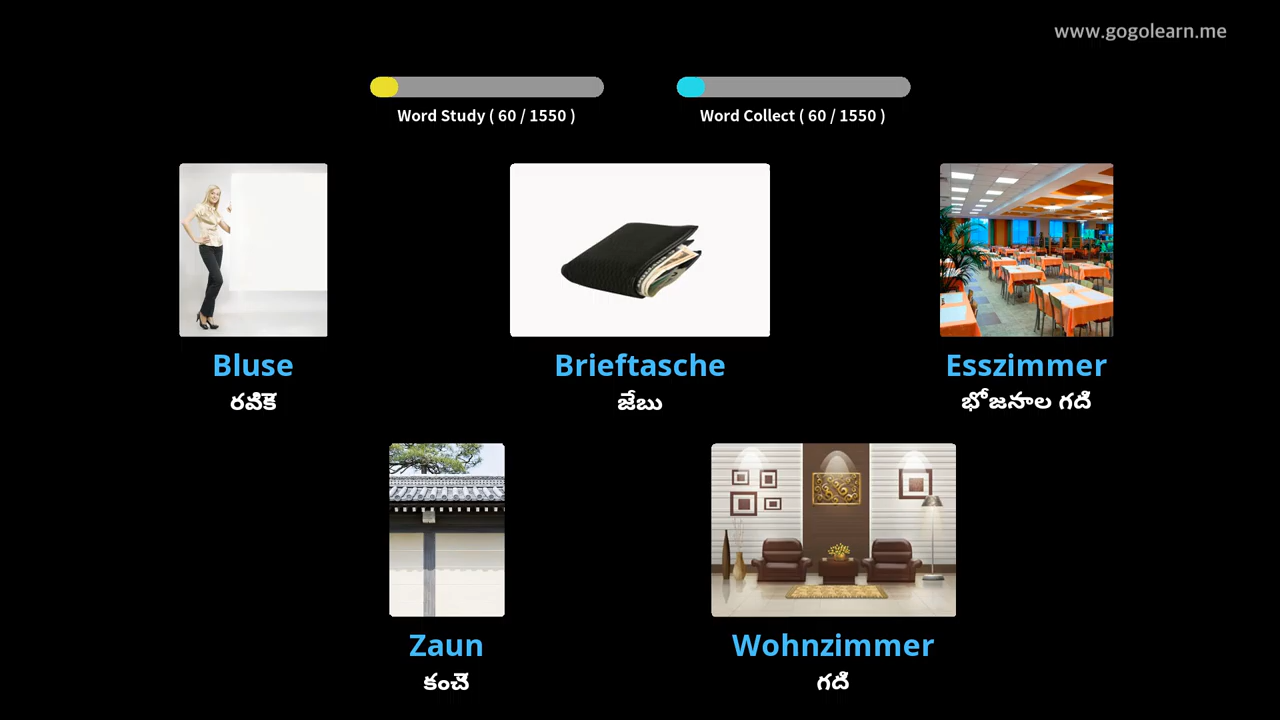 www.gogolearn.me
Word Study ( 60 / 1550 )
Word Collect ( 60 / 1550 )
Bluse
రవికె
Brieftasche
జేబు
Esszimmer
భోజనాల గది
Zaun
కంచె
Wohnzimmer
గది